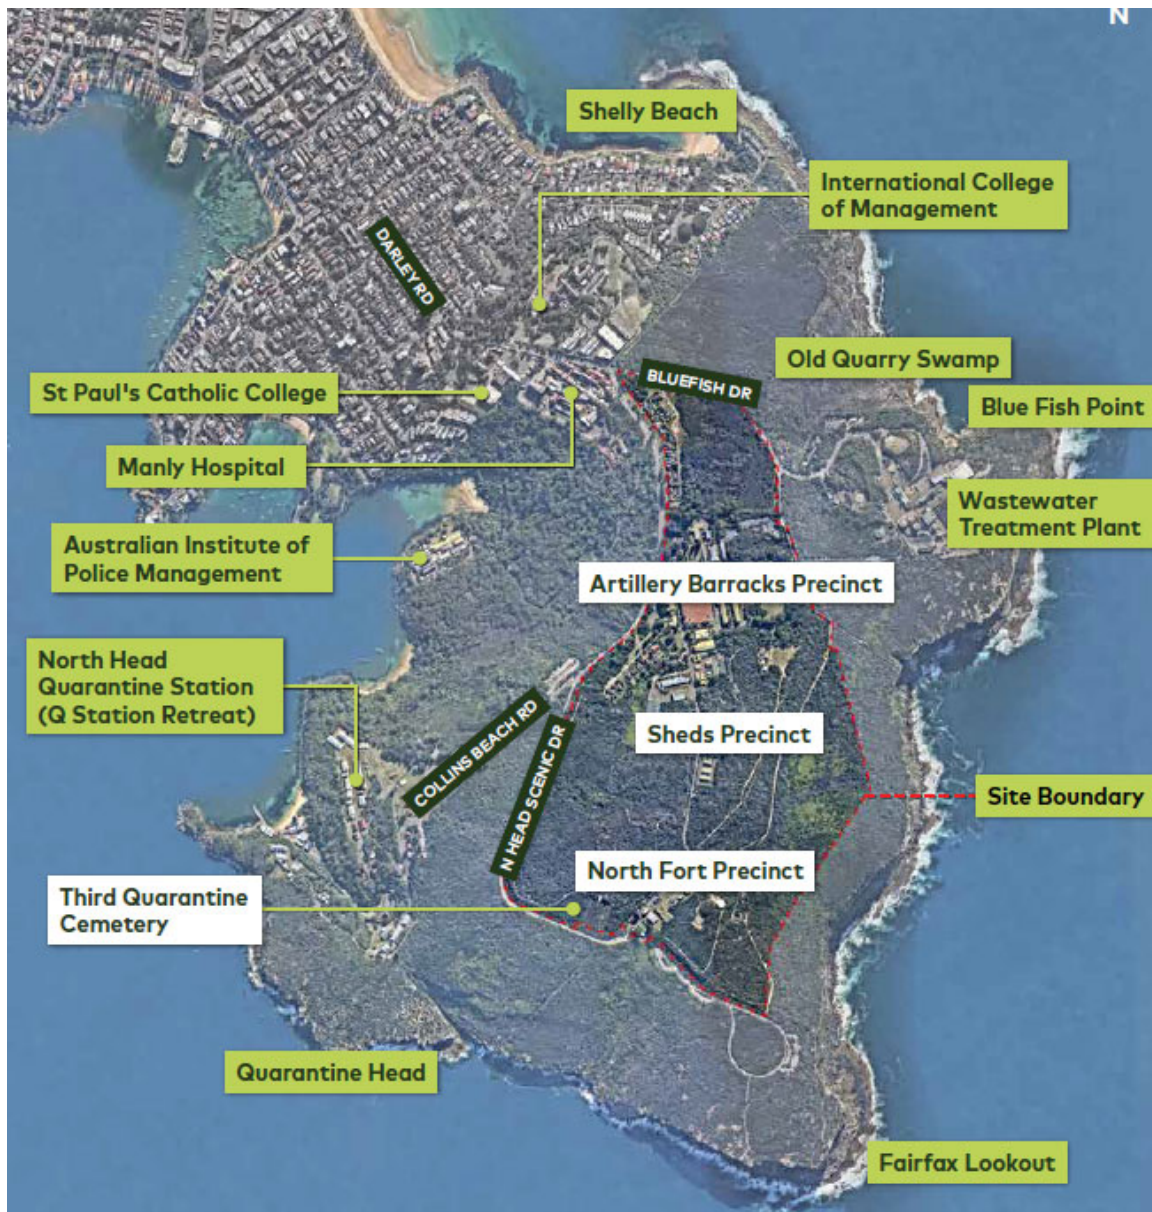 N
Shelly Beach
International College
of Management
DARLEY RD
Old Quarry Swamp
BLUEFISH DR
St Paul's Catholic College
Blue Fish Point
Manly Hospital
Wastewater
Treatment Plant
Australian Institute of
Police Management
Artillery Barracks Precinct
North Head
Quarantine Station
(Q Station Retreat)
COLLINS BEACH RD
N HEAD SCENIC DR
Sheds Precinct
Site Boundary
North Fort Precinct
Third Quarantine
Cemetery
Quarantine Head
Fairfax Lookout